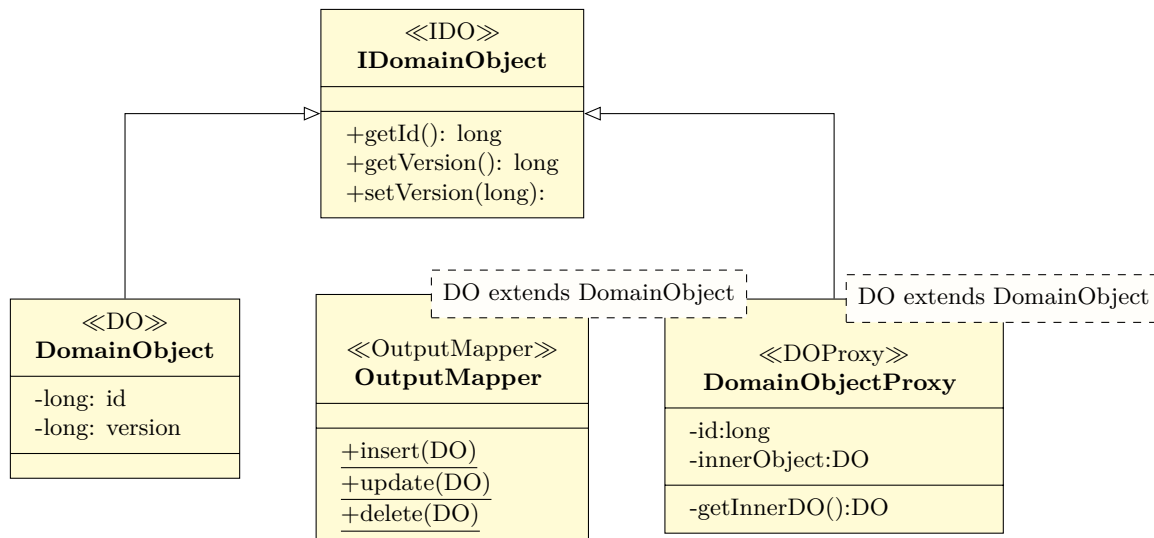 ≪IDO≫
IDomainObject
+getId(): long
+getVersion(): long
+setVersion(long):
≪DO≫
DomainObject
-long: id
-long: version
DO extends DomainObject
≪OutputMapper≫
OutputMapper
+insert(DO)
+update(DO)
+delete(DO)
DO extends DomainObject
≪DOProxy≫
DomainObjectProxy
-id:long
-innerObject:DO
-getInnerDO():DO